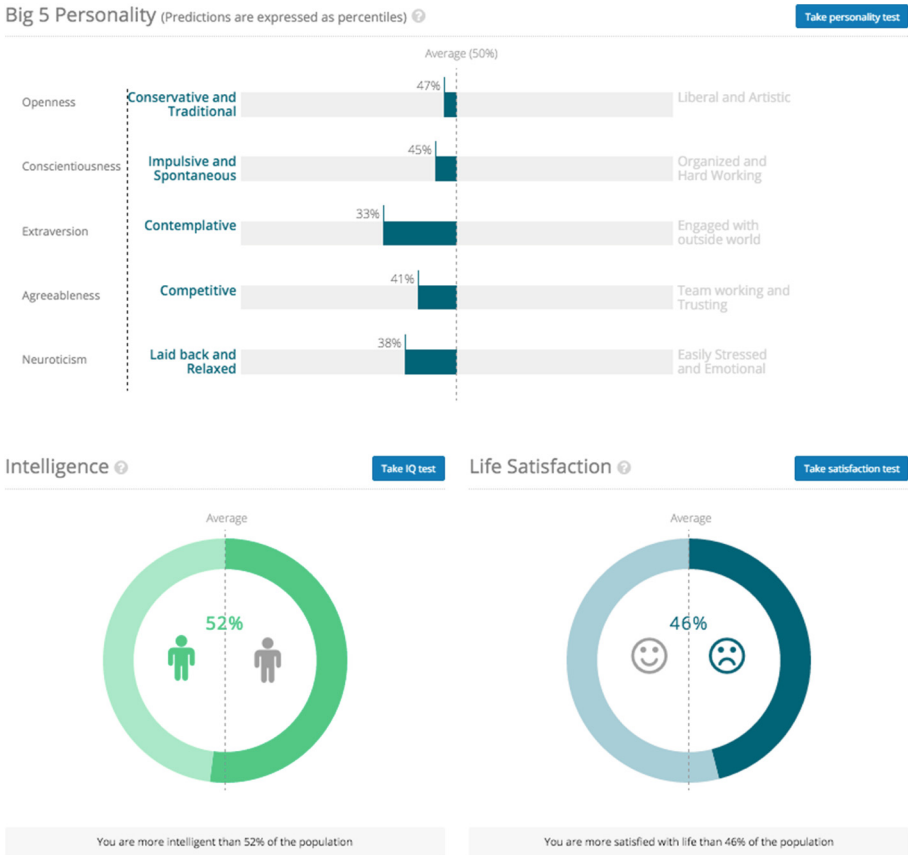 Big 5 Personality (Predictions are expressed as percentiles) ?
Take personality test
Average (50%)
Openness
Conservative and
Traditional
47%
Liberal and Artistic
Conscientiousness
Impulsive and
Spontaneous
45%
Organized and
Hard Working
Extraversion
Contemplative
33%
Engaged with
outside world
Agreeableness
Competitive
41%
Team working and
Trusting
Neuroticism
Laid back and
Relaxed
38%
Easily Stressed
and Emotional
Intelligence ?
Take IQ test
Average
52%
You are more intelligent than 52% of the population
Life Satisfaction ?
Take satisfaction test
Average
46%
You are more satisfied with life than 46% of the population